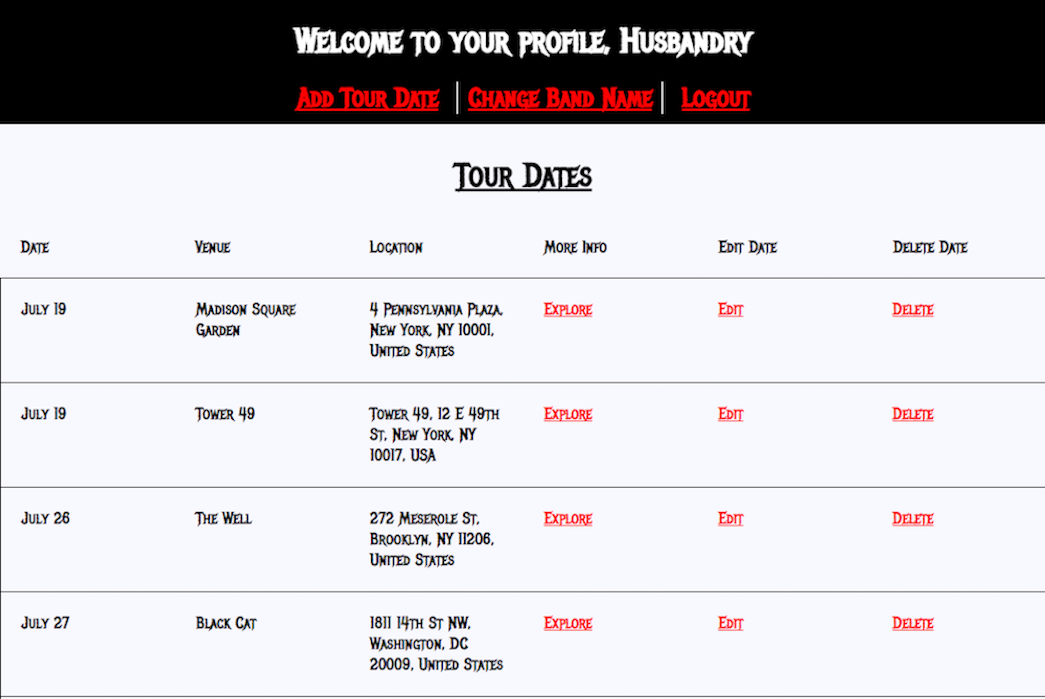 Welcome to your profile, Husbandry
Add Tour Date | Change Band Name | Logout
Tour Dates
Date Venue Location More Info Edit Date Delete Date
July 19 Madison Square 4 Pennsylvania Plaza, Explore Edit Delete
Garden New York, NY 10001,
United States
July 19 Tower 49 Tower 49, 12 E 49th Explore Edit Delete
St, New York, NY
10017, USA
July 26 The Well 272 Meserole St, Explore Edit Delete
Brooklyn, NY 11206,
United States
July 27 Black Cat 1811 14th St NW, Explore Edit Delete
Washington, DC
20009, United States